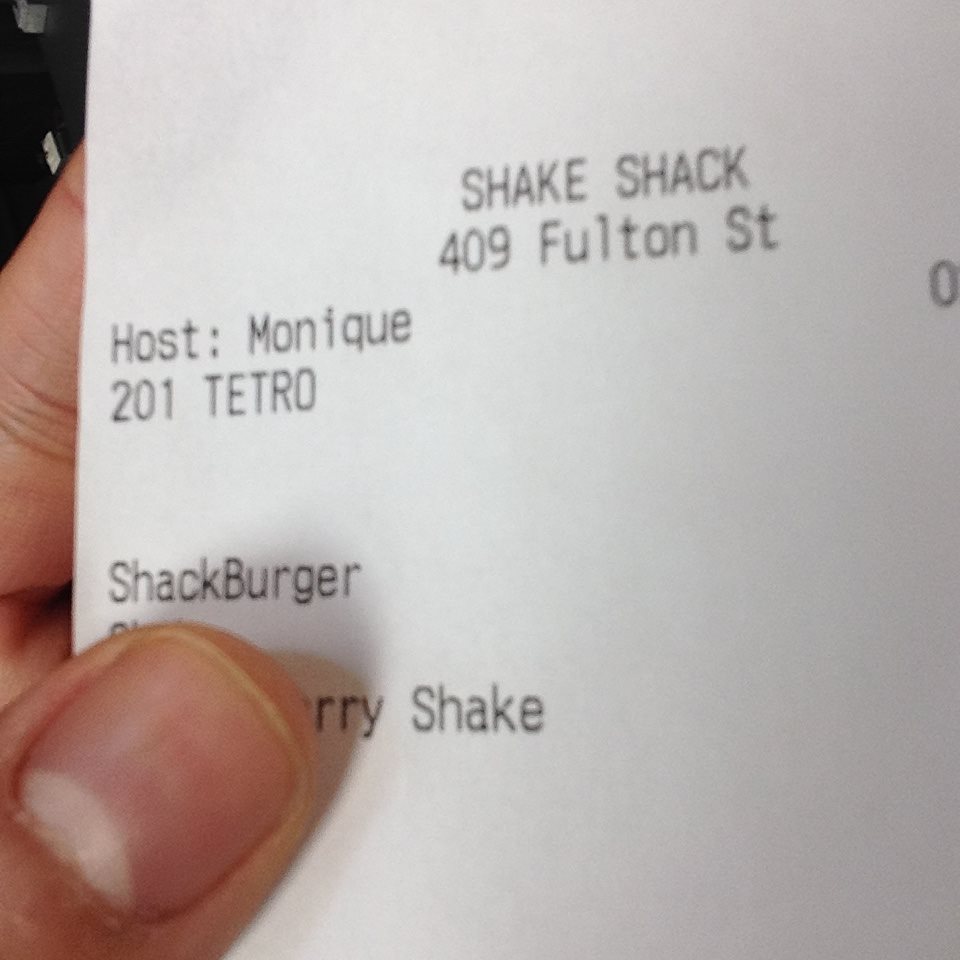 SHAKE SHACK
409 Fulton St
Host: Monique
201 TETRO
ShackBurger
Shake